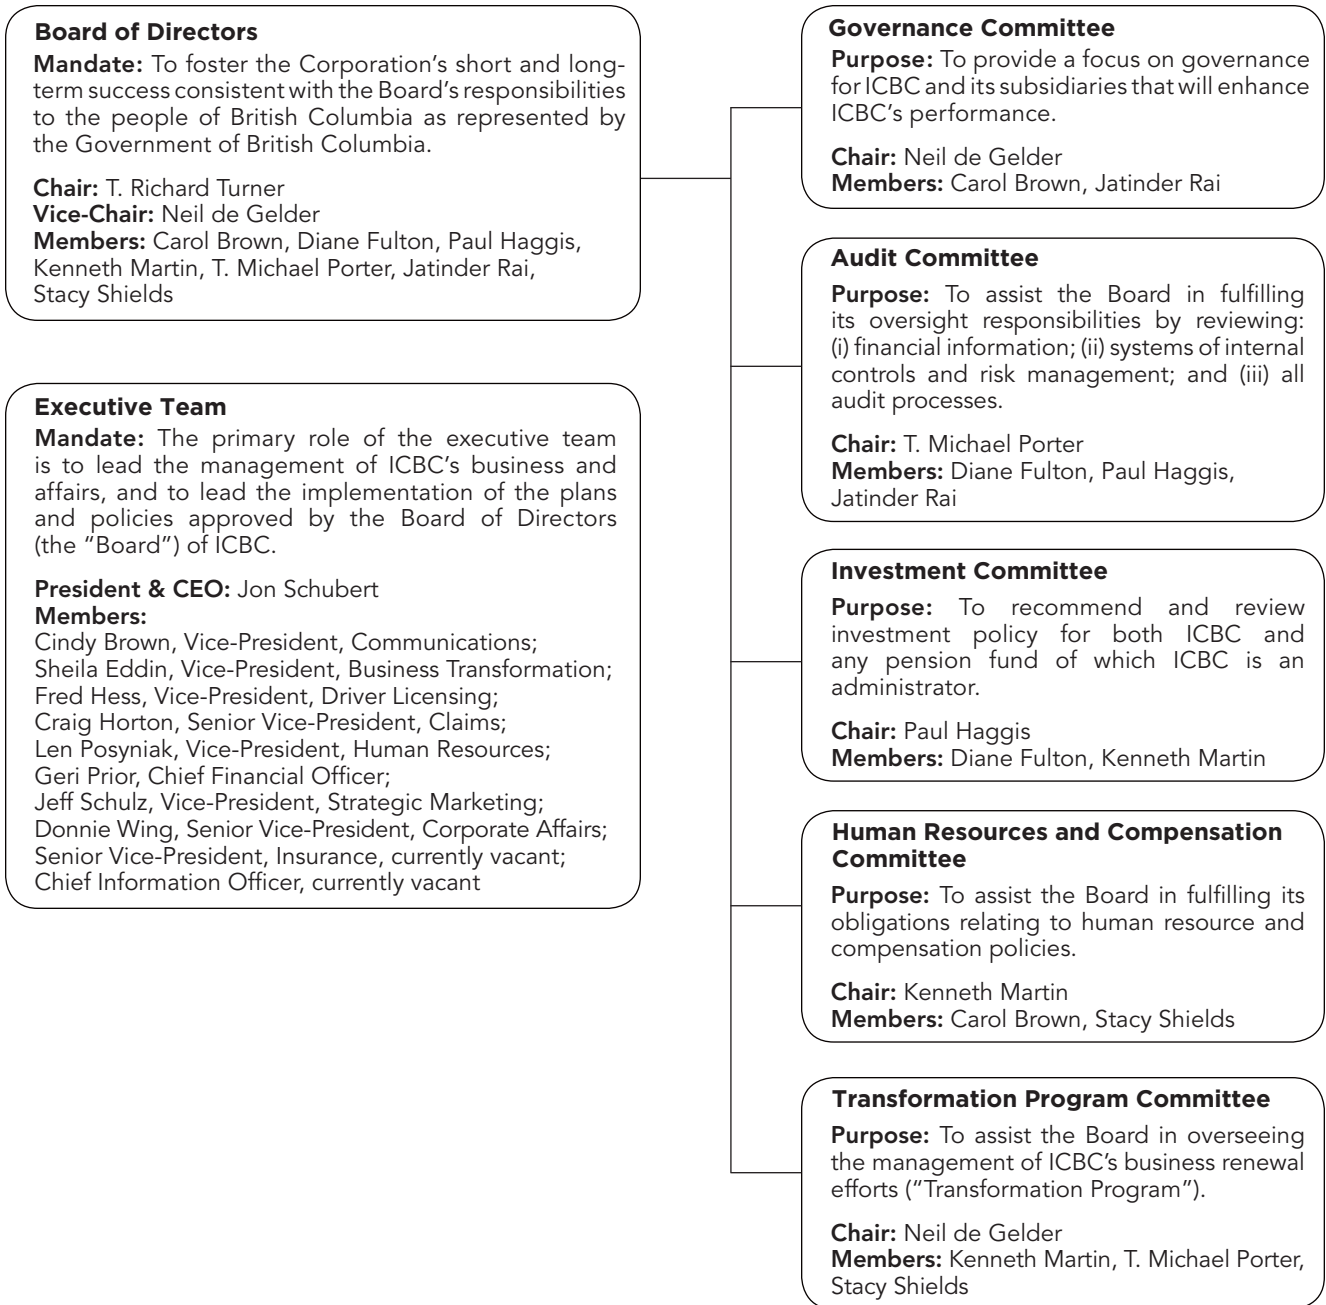 Board of Directors
Mandate: To foster the Corporation's short and long-
term success consistent with the Board's responsibilities
to the people of British Columbia as represented by
the Government of British Columbia.
Chair: T. Richard Turner
Vice-Chair: Neil de Gelder
Members: Carol Brown, Diane Fulton, Paul Haggis,
Kenneth Martin, T. Michael Porter, Jatinder Rai,
Stacy Shields
Executive Team
Mandate: The primary role of the executive team
is to lead the management of ICBC's business and
affairs, and to lead the implementation of the plans
and policies approved by the Board of Directors
(the "Board") of ICBC.
President & CEO: Jon Schubert
Members:
Cindy Brown, Vice-President, Communications;
Sheila Eddin, Vice-President, Business Transformation;
Fred Hess, Vice-President, Driver Licensing;
Craig Horton, Senior Vice-President, Claims;
Len Posyniak, Vice-President, Human Resources;
Geri Prior, Chief Financial Officer;
Jeff Schulz, Vice-President, Strategic Marketing;
Donnie Wing, Senior Vice-President, Corporate Affairs;
Senior Vice-President, Insurance, currently vacant;
Chief Information Officer, currently vacant
Governance Committee
Purpose: To provide a focus on governance
for ICBC and its subsidiaries that will enhance
ICBC's performance.
Chair: Neil de Gelder
Members: Carol Brown, Jatinder Rai
Audit Committee
Purpose: To assist the Board in fulfilling
its oversight responsibilities by reviewing:
(i) financial information; (ii) systems of internal
controls and risk management; and (iii) all
audit processes.
Chair: T. Michael Porter
Members: Diane Fulton, Paul Haggis,
Jatinder Rai
Investment Committee
Purpose: To recommend and review
investment policy for both ICBC and
any pension fund of which ICBC is an
administrator.
Chair: Paul Haggis
Members: Diane Fulton, Kenneth Martin
Human Resources and Compensation
Committee
Purpose: To assist the Board in fulfilling its
obligations relating to human resource and
compensation policies.
Chair: Kenneth Martin
Members: Carol Brown, Stacy Shields
Transformation Program Committee
Purpose: To assist the Board in overseeing
the management of ICBC's business renewal
efforts ("Transformation Program").
Chair: Neil de Gelder
Members: Kenneth Martin, T. Michael Porter,
Stacy Shields